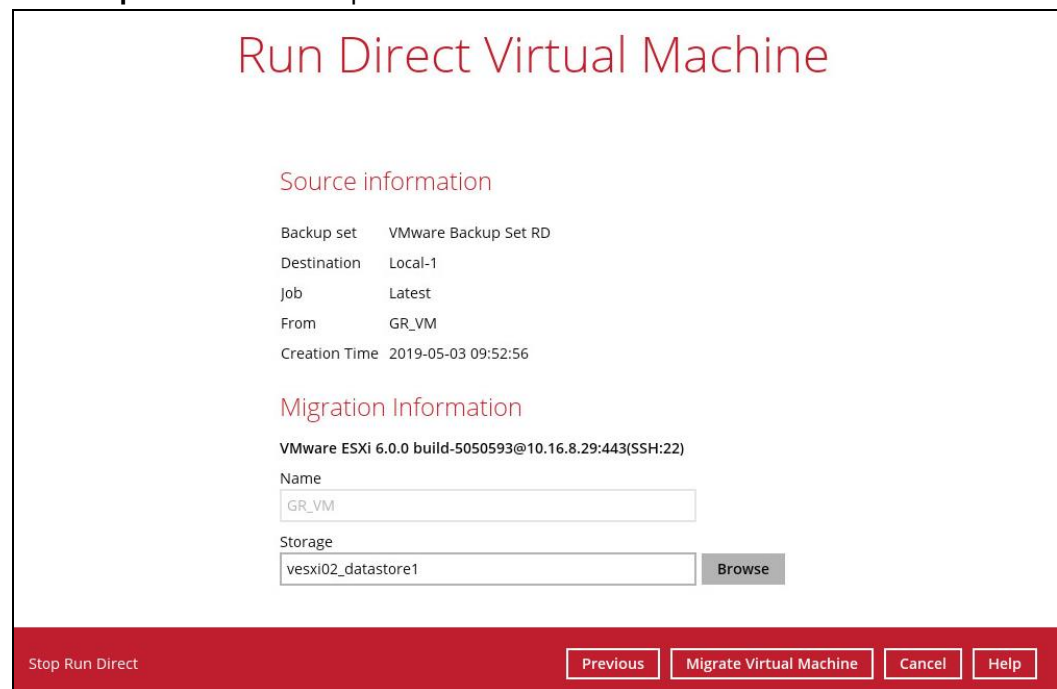 Run Direct Virtual Machine
Source information
Backup set VMware Backup Set RD
Destination Local-1
Job Latest
From GR_VM
Creation Time 2019-05-03 09:52:56
Migration Information
VMware ESXi 6.0.0 build-5050593@10.16.8.29:443(SSH:22)
Name
GR_VM
Storage
vesxi02_datastore1 Browse
Stop Run Direct Previous Migrate Virtual Machine Cancel Help